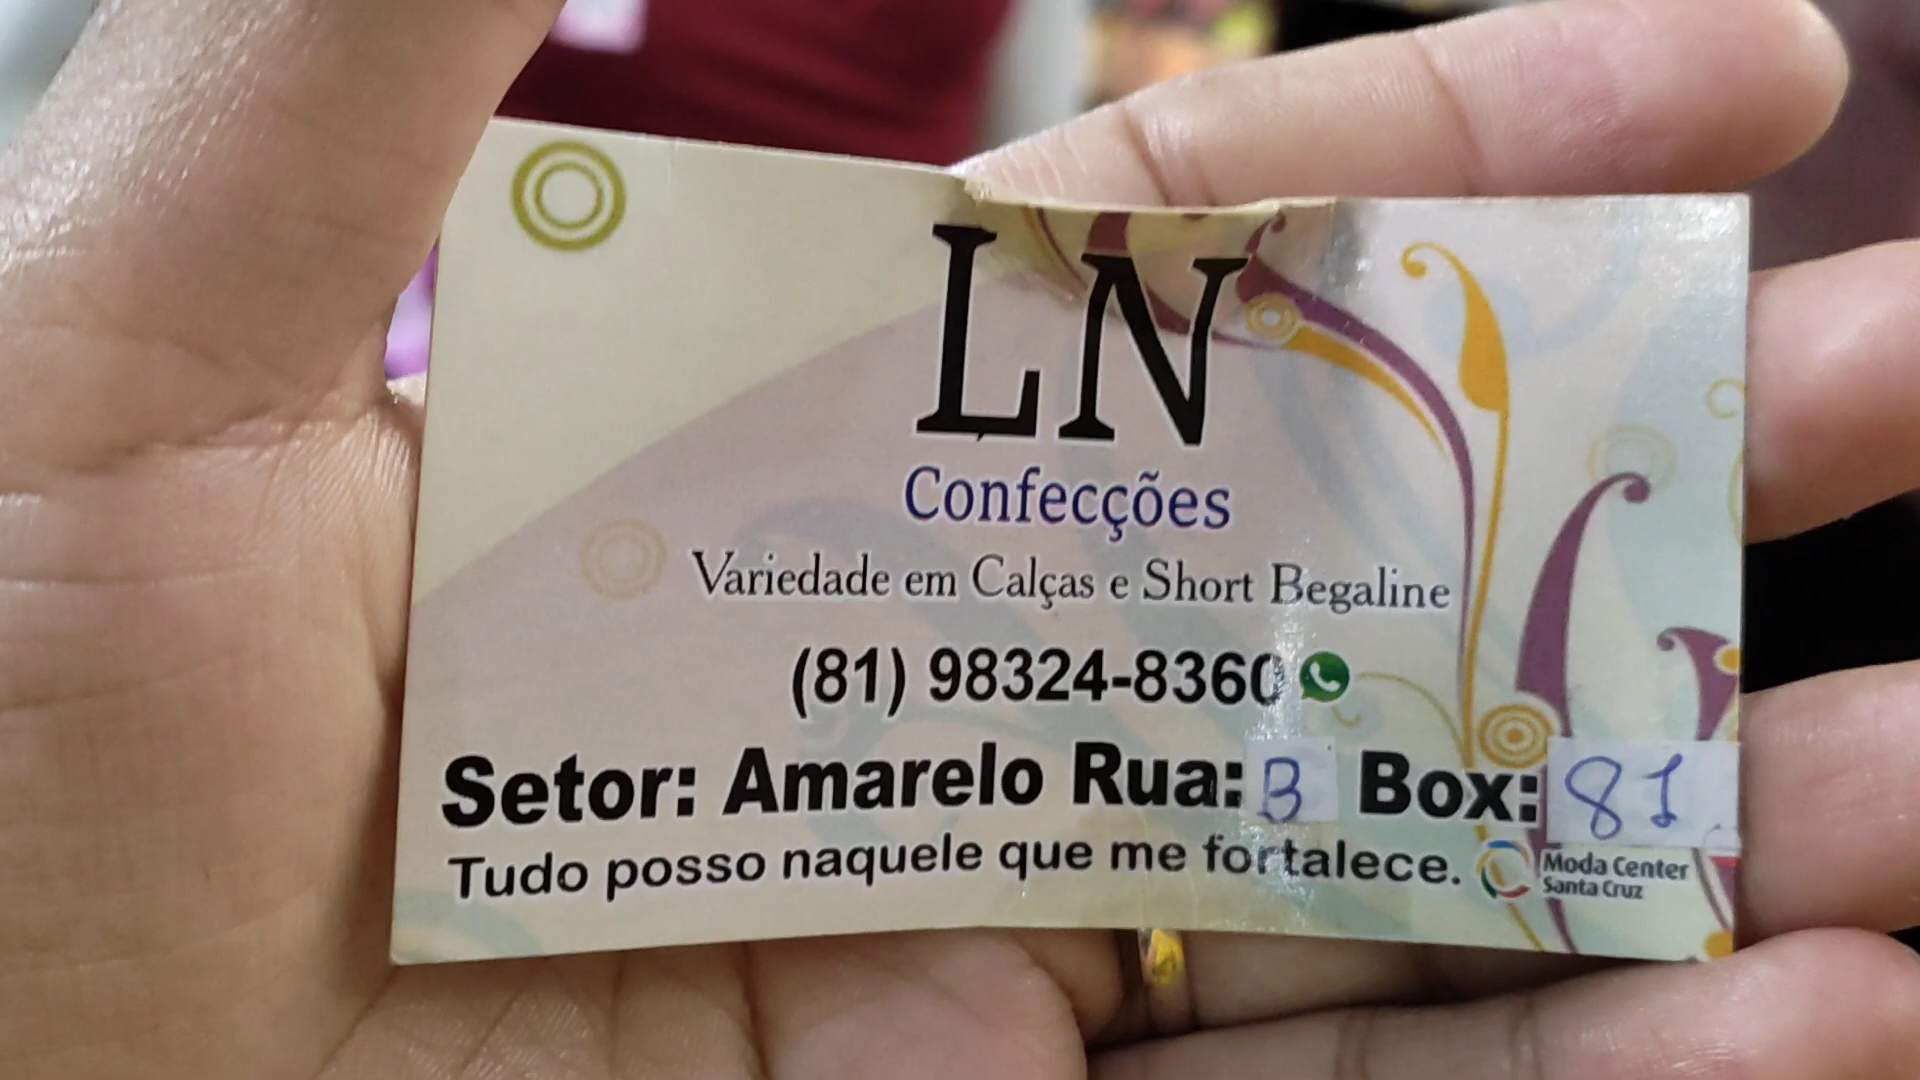 LN
Confecções
Variedade em Calças e Short Begaline
(81) 98324-8360
Setor: Amarelo Rua: B Box: 81
Tudo posso naquele que me fortalece.
Moda Center
Santa Cruz